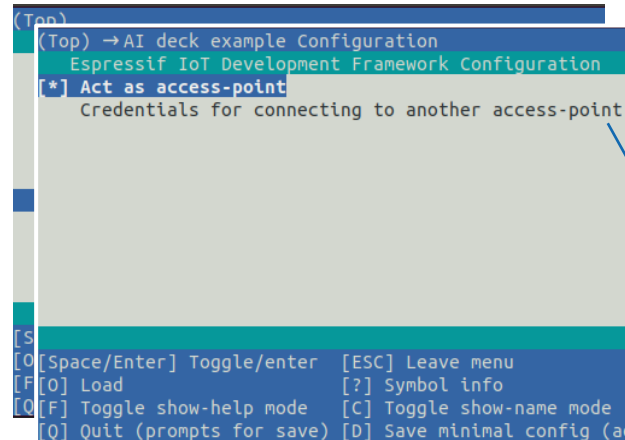 (Top)
(Top) → AI deck example Configuration
Espressif IoT Development Framework Configuration
[*] Act as access-point
Credentials for connecting to another access-point
[S
[O
[F
[Q
[Space/Enter] Toggle/enter [ESC] Leave menu
[O] Load [?] Symbol info
[F] Toggle show-help mode [C] Toggle show-name mode
[Q] Quit (prompts for save) [D] Save minimal config (a